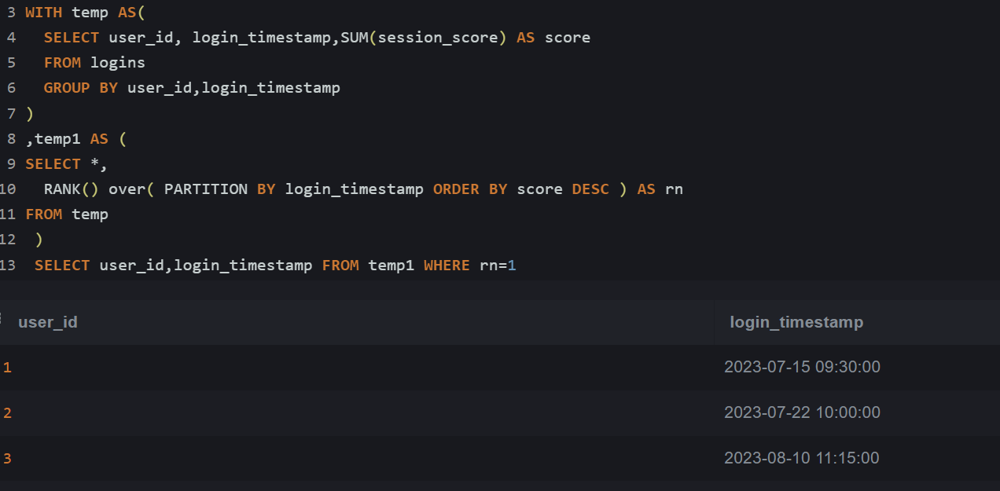 3 WITH temp AS(
4   SELECT user_id, login_timestamp,SUM(session_score) AS score
5   FROM logins
6   GROUP BY user_id,login_timestamp
7 )
8 ,temp1 AS (
9 SELECT *,
10   RANK() over( PARTITION BY login_timestamp ORDER BY score DESC ) AS rn
11 FROM temp
12  )
13  SELECT user_id,login_timestamp FROM temp1 WHERE rn=1
user_id login_timestamp
1 2023-07-15 09:30:00
2 2023-07-22 10:00:00
3 2023-08-10 11:15:00